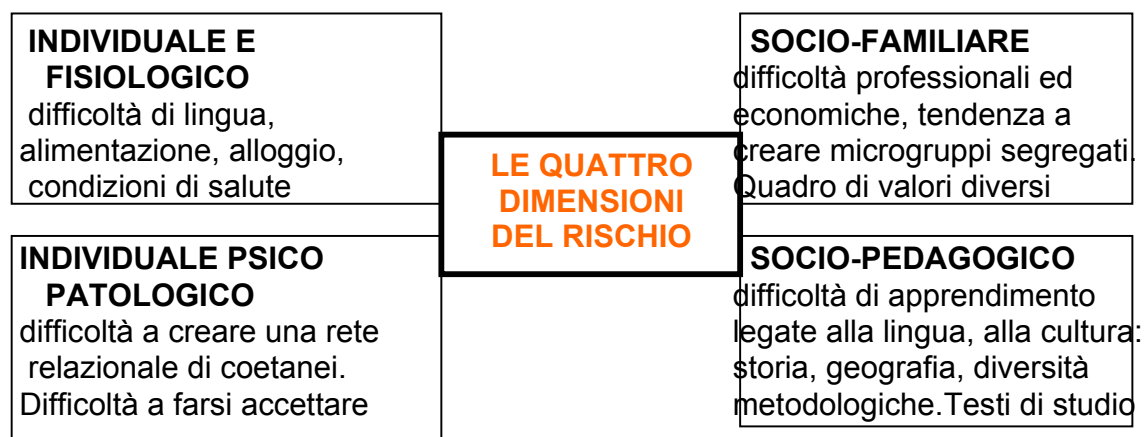 INDIVIDUALE E
FISIOLOGICO
difficoltà di lingua,
alimentazione, alloggio,
condizioni di salute
SOCIO-FAMILIARE
difficoltà professionali ed
economiche, tendenza a
creare microgruppi segregati.
Quadro di valori diversi
LE QUATTRO
DIMENSIONI
DEL RISCHIO
INDIVIDUALE PSICO
PATOLOGICO
difficoltà a creare una rete
relazionale di coetanei.
Difficoltà a farsi accettare
SOCIO-PEDAGOGICO
difficoltà di apprendimento
legate alla lingua, alla cultura:
storia, geografia, diversità
metodologiche.Testi di studio